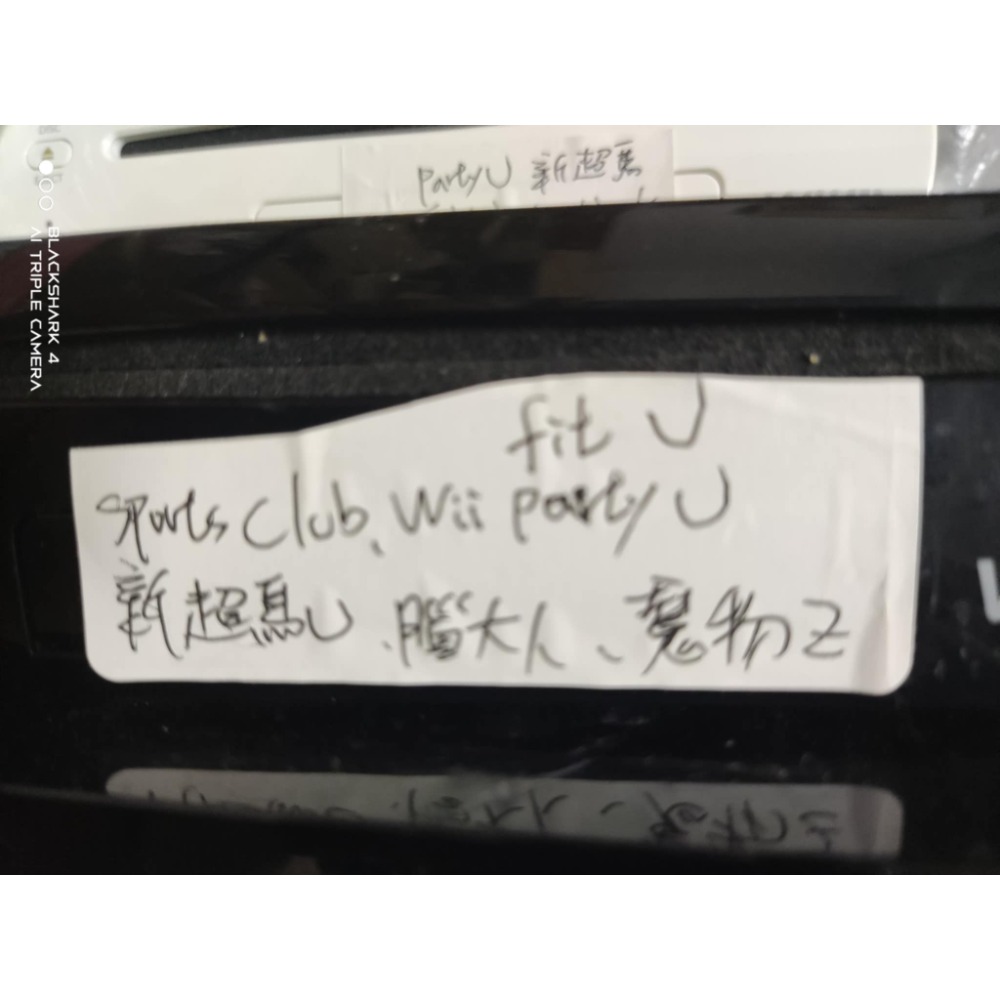 Party U 新超馬
BLACKSHARK 4
AI TRIPLE CAMERA
fit U
Sports Club, Wii Party U
新超馬U、腦大人、魔物Z